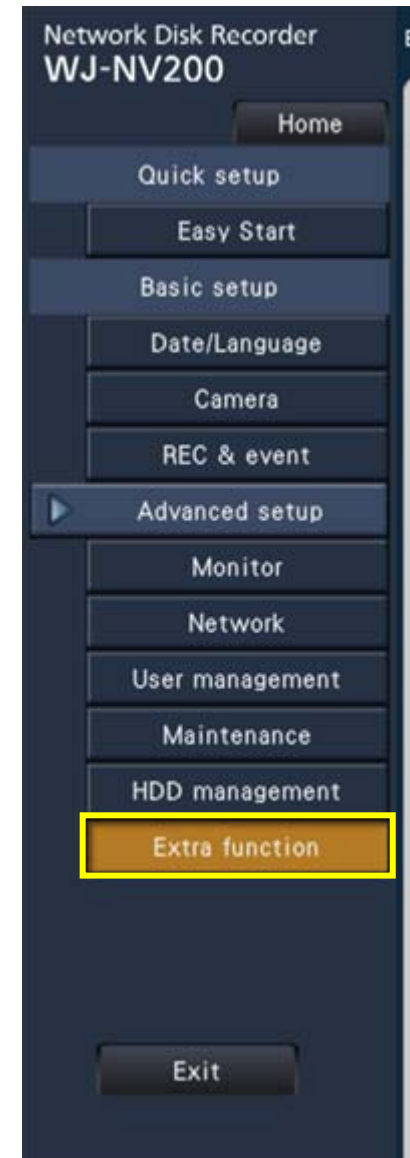 Network Disk Recorder
WJ-NV200
Home
Quick setup
Easy Start
Basic setup
Date/Language
Camera
REC & event
Advanced setup
Monitor
Network
User management
Maintenance
HDD management
Extra function
Exit